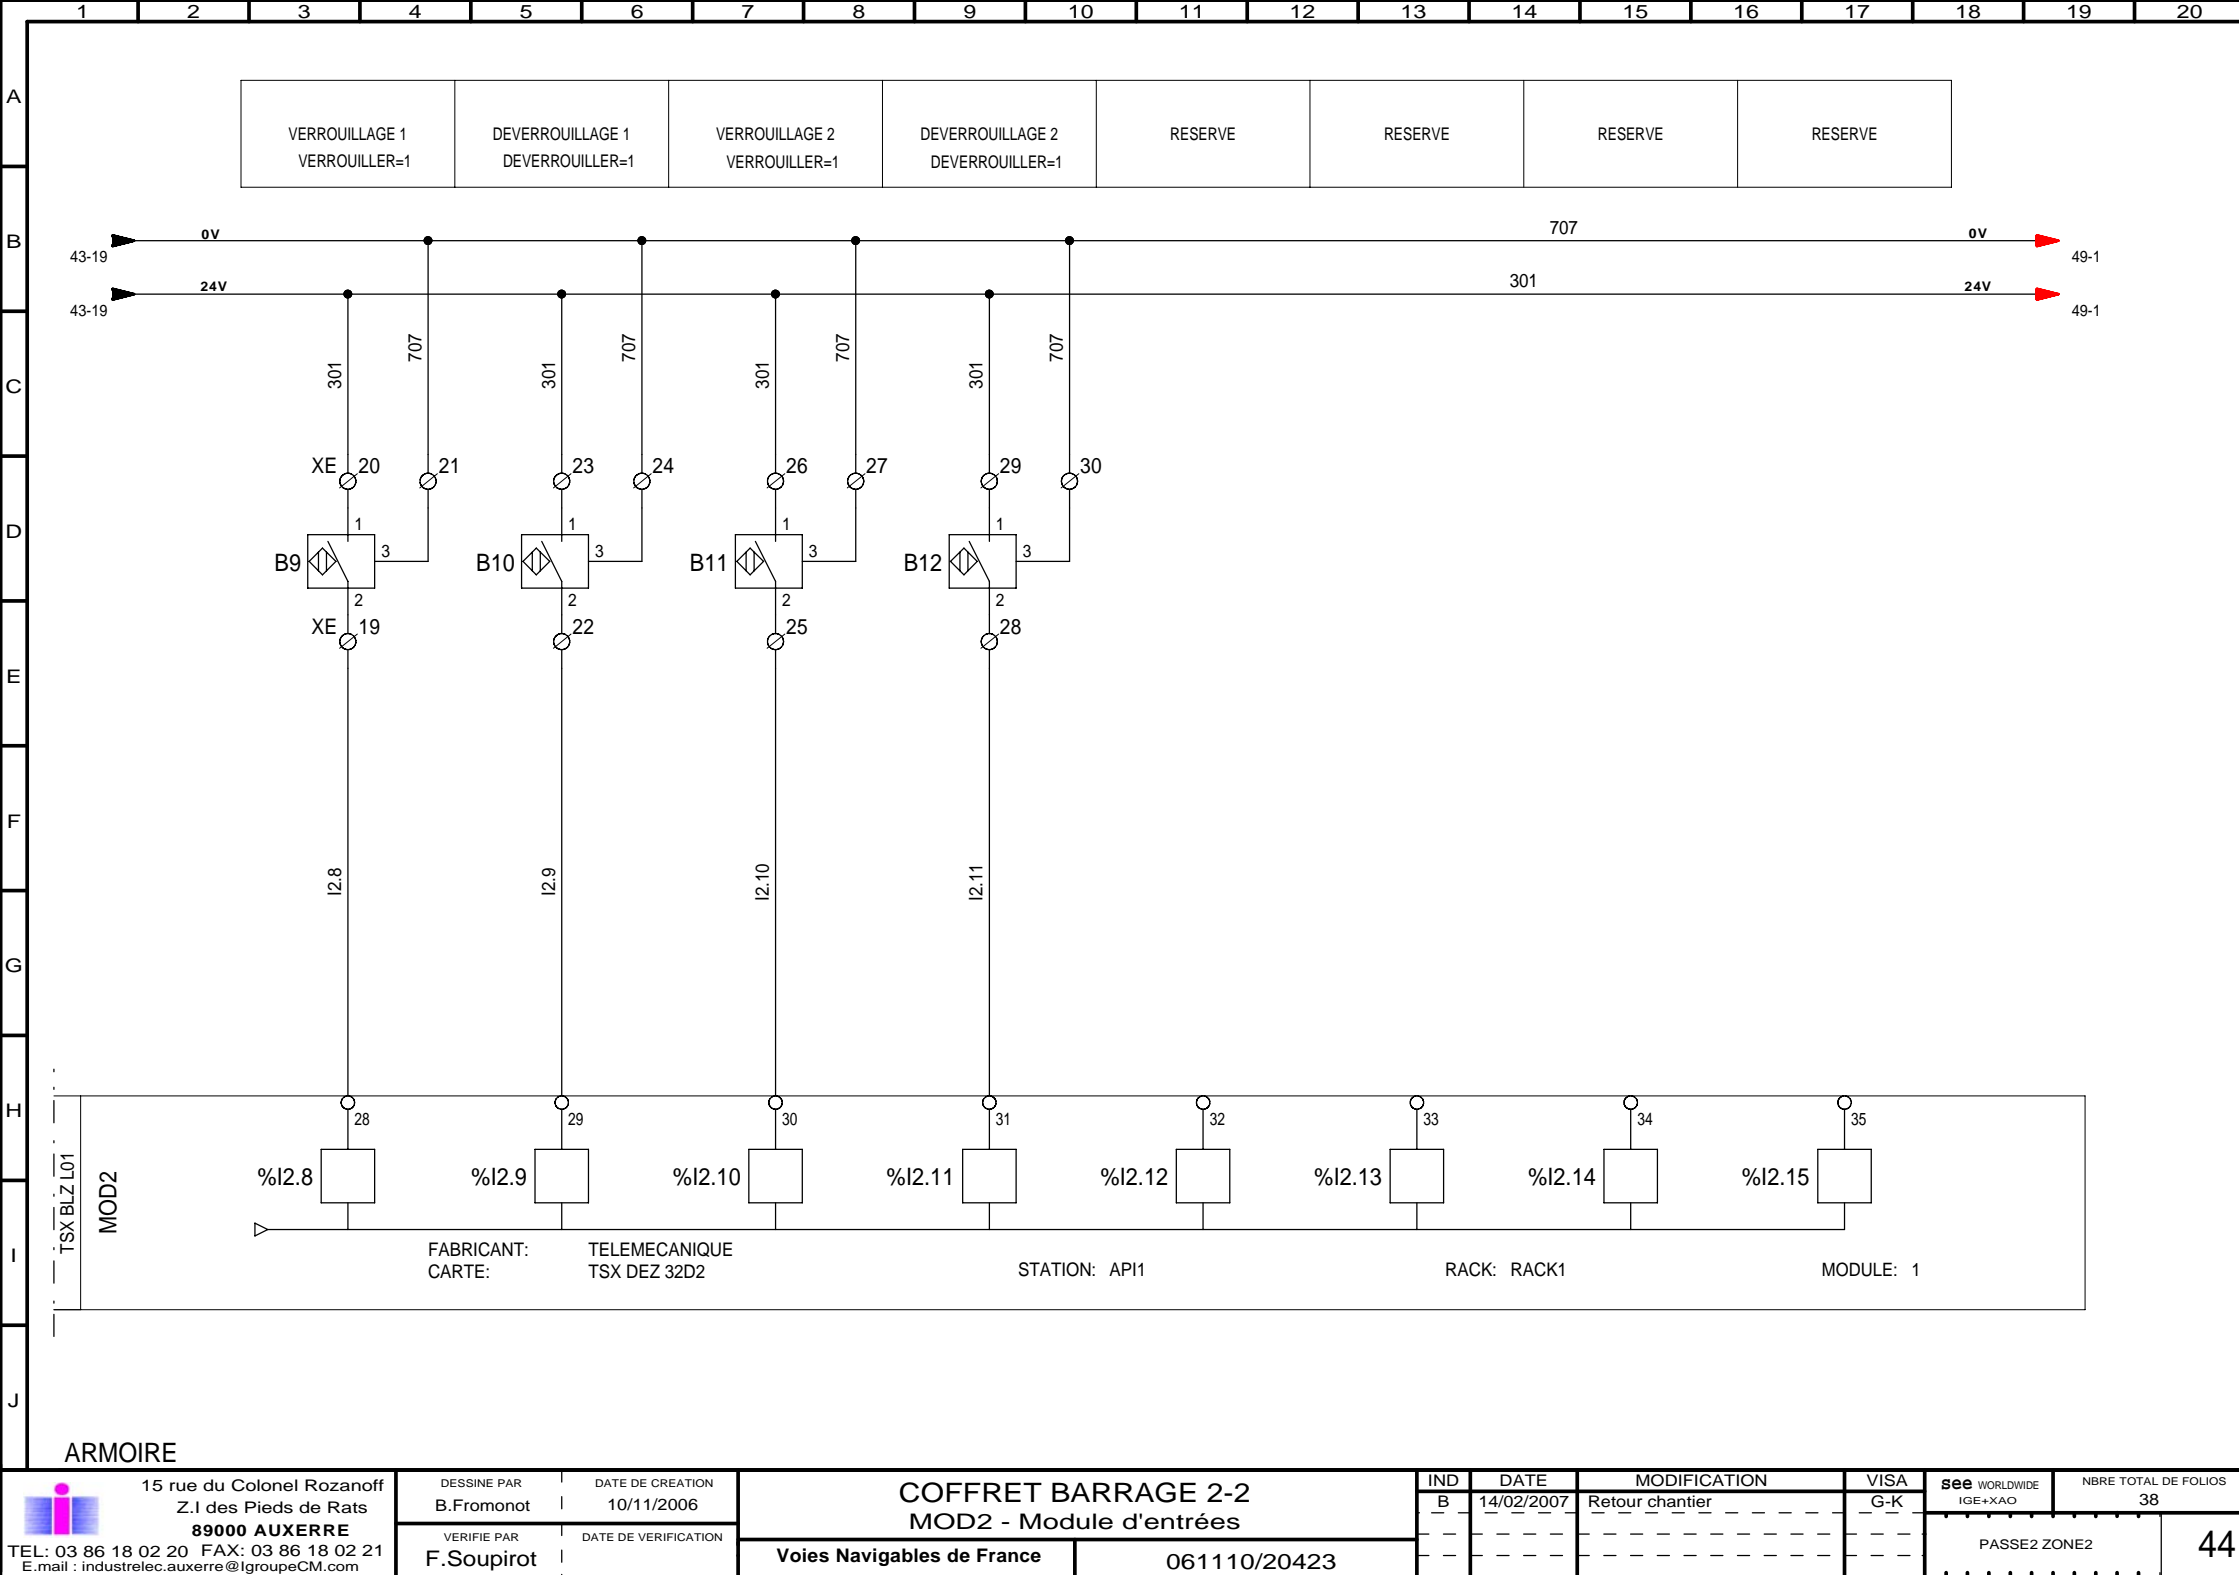 1 2 3 4 5 6 7 8 9 10 11 12 13 14 15 16 17 18 19 20
A
VERROUILLAGE 1 DEVERROUILLAGE 1 VERROUILLAGE 2 DEVERROUILLAGE 2 RESERVE RESERVE RESERVE RESERVE
VERROUILLER=1 DEVERROUILLER=1 VERROUILLER=1 DEVERROUILLER=1
B
0V 707 0V
43-19 49-1
24V 301 24V
43-19 49-1
C
301 707 301 707 301 707 301 707
XE 20 21 23 24 26 27 29 30
D
1 1 1 1
B9 3 B10 3 B11 3 B12 3
2 2 2 2
XE 19 22 25 28
E
F
I2.8 I2.9 I2.10 I2.11
G
H
28 29 30 31 32 33 34 35
%I2.8 %I2.9 %I2.10 %I2.11 %I2.12 %I2.13 %I2.14 %I2.15
TSX BLZ L01
MOD2
I
FABRICANT: TELEMECANIQUE
CARTE: TSX DEZ 32D2 STATION: API1 RACK: RACK1 MODULE: 1
J
ARMOIRE
15 rue du Colonel Rozanoff
Z.I des Pieds de Rats
89000 AUXERRE
TEL: 03 86 18 02 20 FAX: 03 86 18 02 21
E.mail : industrelec.auxerre@IgroupeCM.com
DESSINE PAR
B.Fromonot
DATE DE CREATION
10/11/2006
VERIFIE PAR
F.Soupirot
DATE DE VERIFICATION
COFFRET BARRAGE 2-2
MOD2 - Module d'entrées
Voies Navigables de France
061110/20423
IND DATE MODIFICATION VISA
B 14/02/2007 Retour chantier G-K
see WORLDWIDE
IGE+XAO
NBRE TOTAL DE FOLIOS
38
PASSE2 ZONE2
44